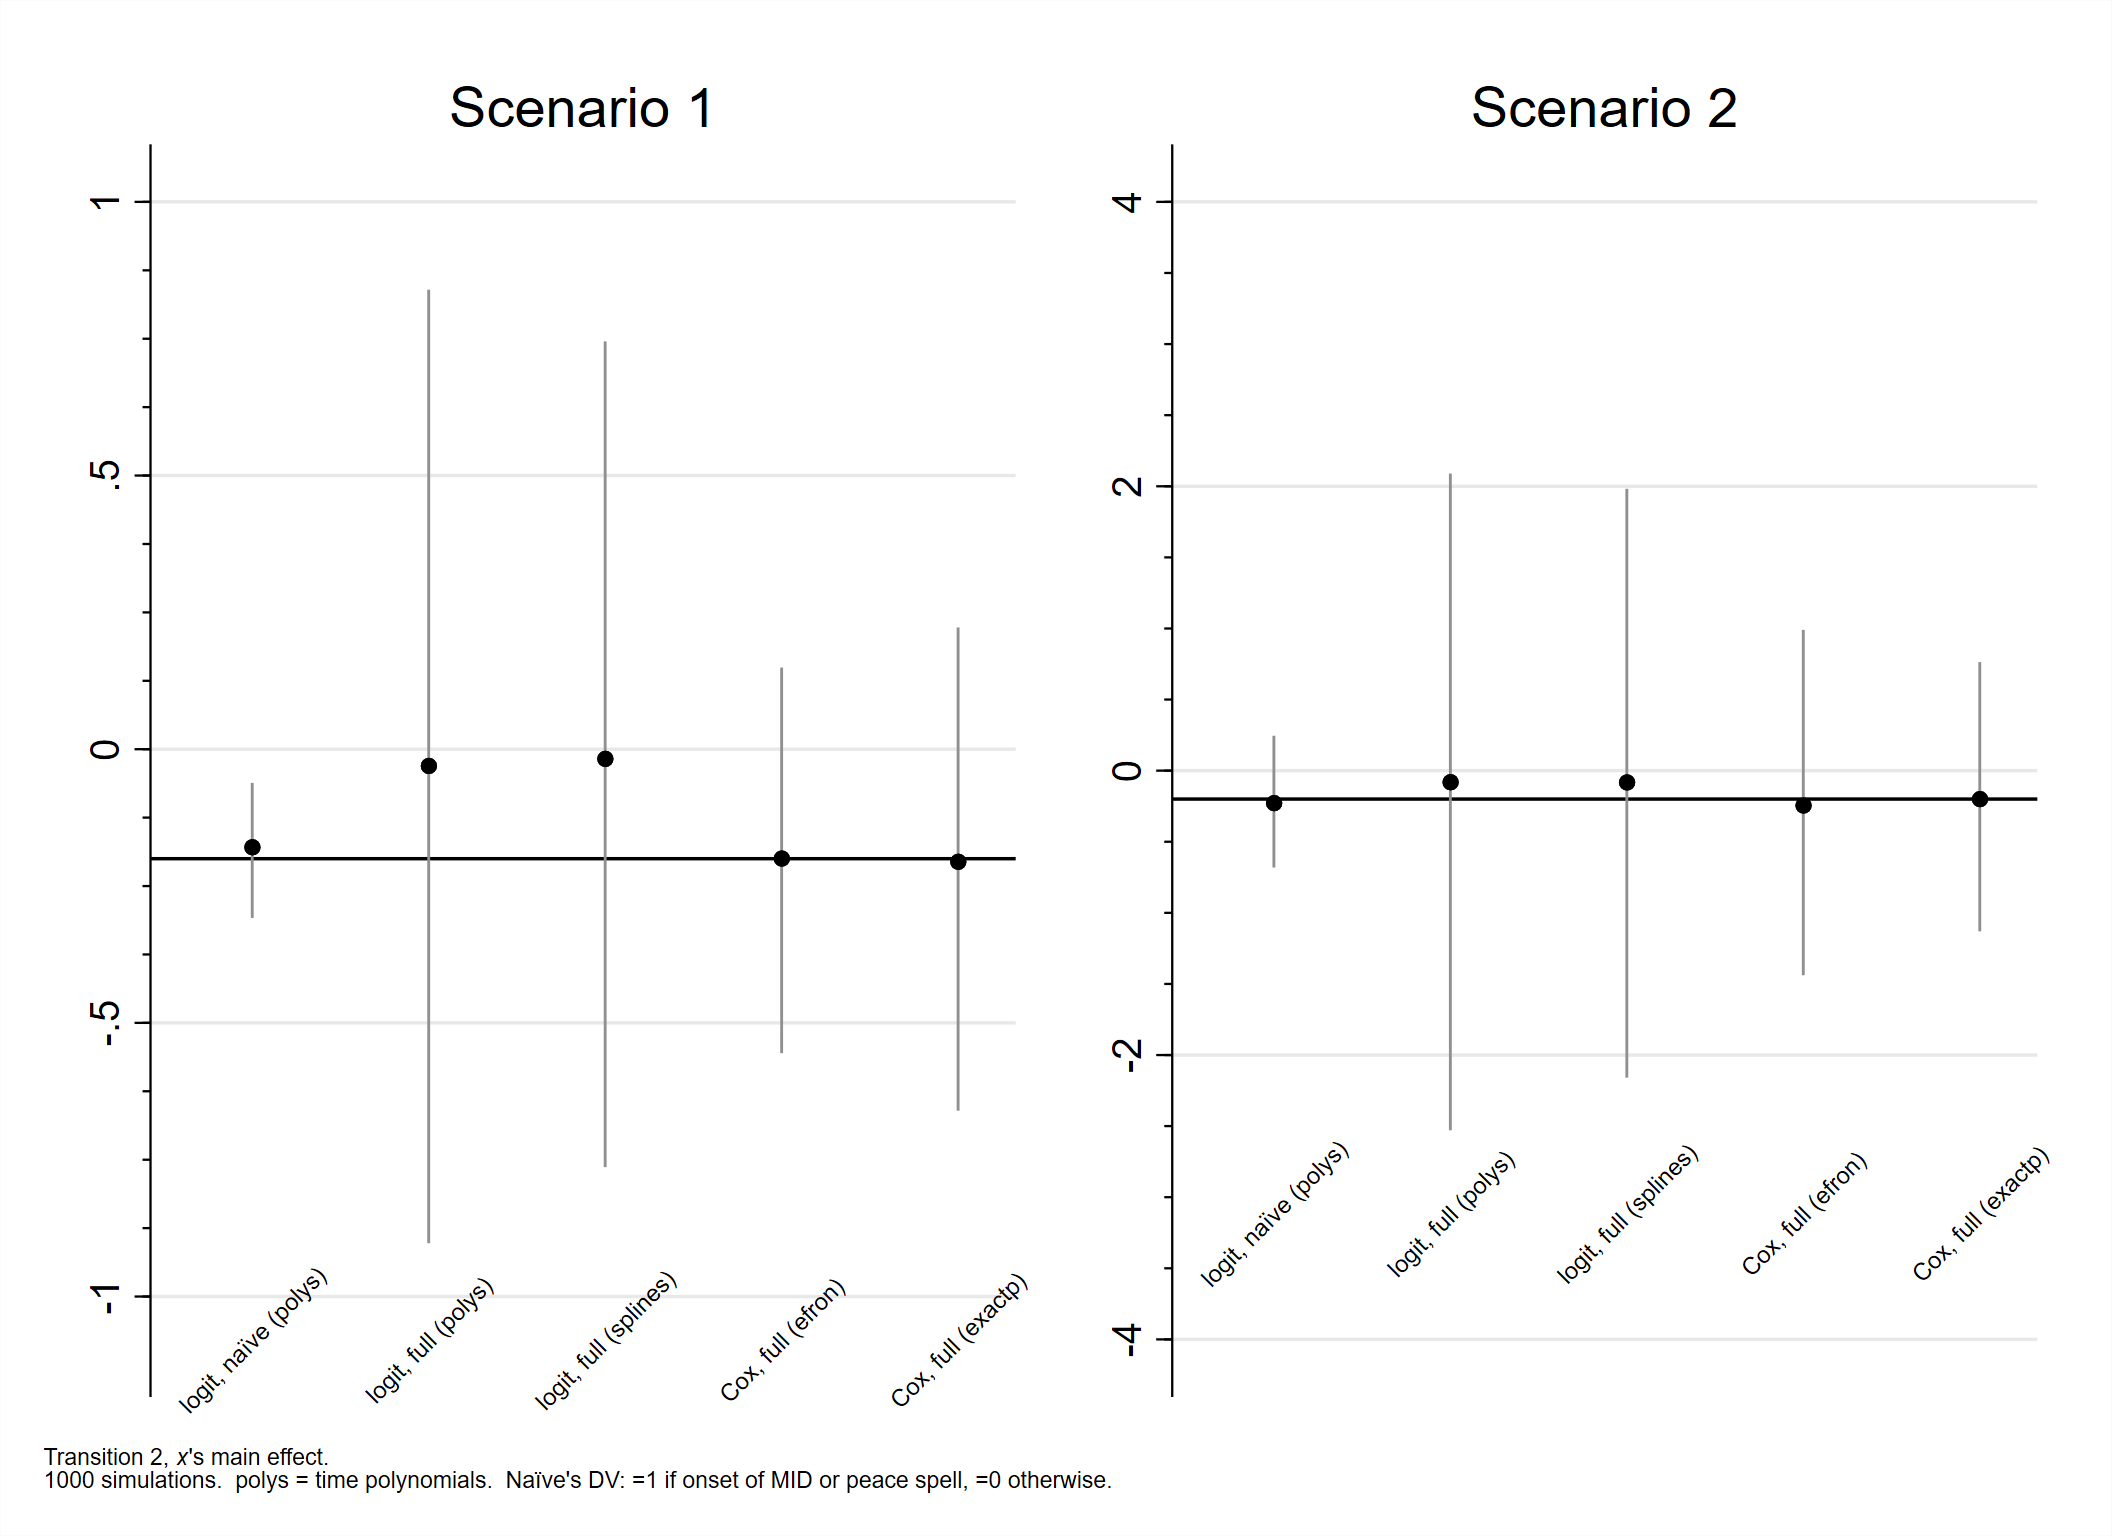 Scenario 1
1
.5
0
-.5
-1
logit, naïve (polys)
logit, full (polys)
logit, full (splines)
Cox, full (efron)
Cox, full (exactp)
Scenario 2
4
2
0
-2
-4
logit, naïve (polys)
logit, full (polys)
logit, full (splines)
Cox, full (efron)
Cox, full (exactp)
Transition 2, x's main effect.
1000 simulations.  polys = time polynomials.  Naïve's DV: =1 if onset of MID or peace spell, =0 otherwise.